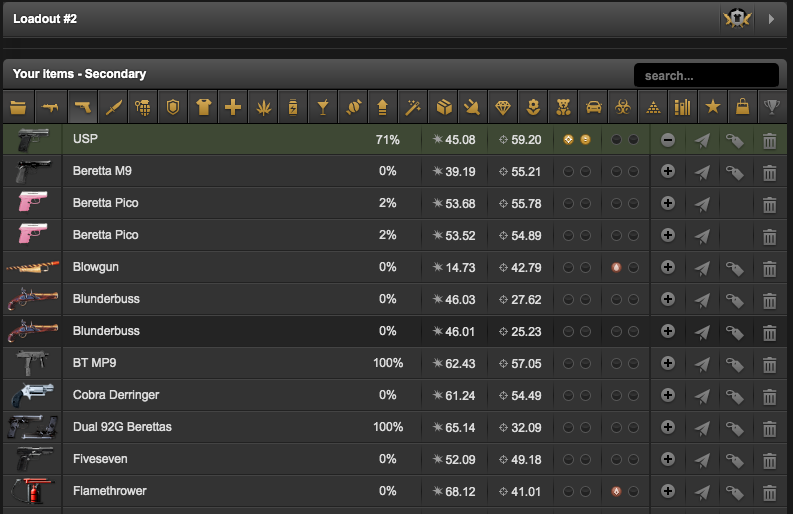 Loadout #2
Your Items - Secondary search...
USP 71% 45.08 59.20
Beretta M9 0% 39.19 55.21
Beretta Pico 2% 53.68 55.78
Beretta Pico 2% 53.52 54.89
Blowgun 0% 14.73 42.79
Blunderbuss 0% 46.03 27.62
Blunderbuss 0% 46.01 25.23
BT MP9 100% 62.43 57.05
Cobra Derringer 0% 61.24 54.49
Dual 92G Berettas 100% 65.14 32.09
Fiveseven 0% 52.09 49.18
Flamethrower 0% 68.12 41.01